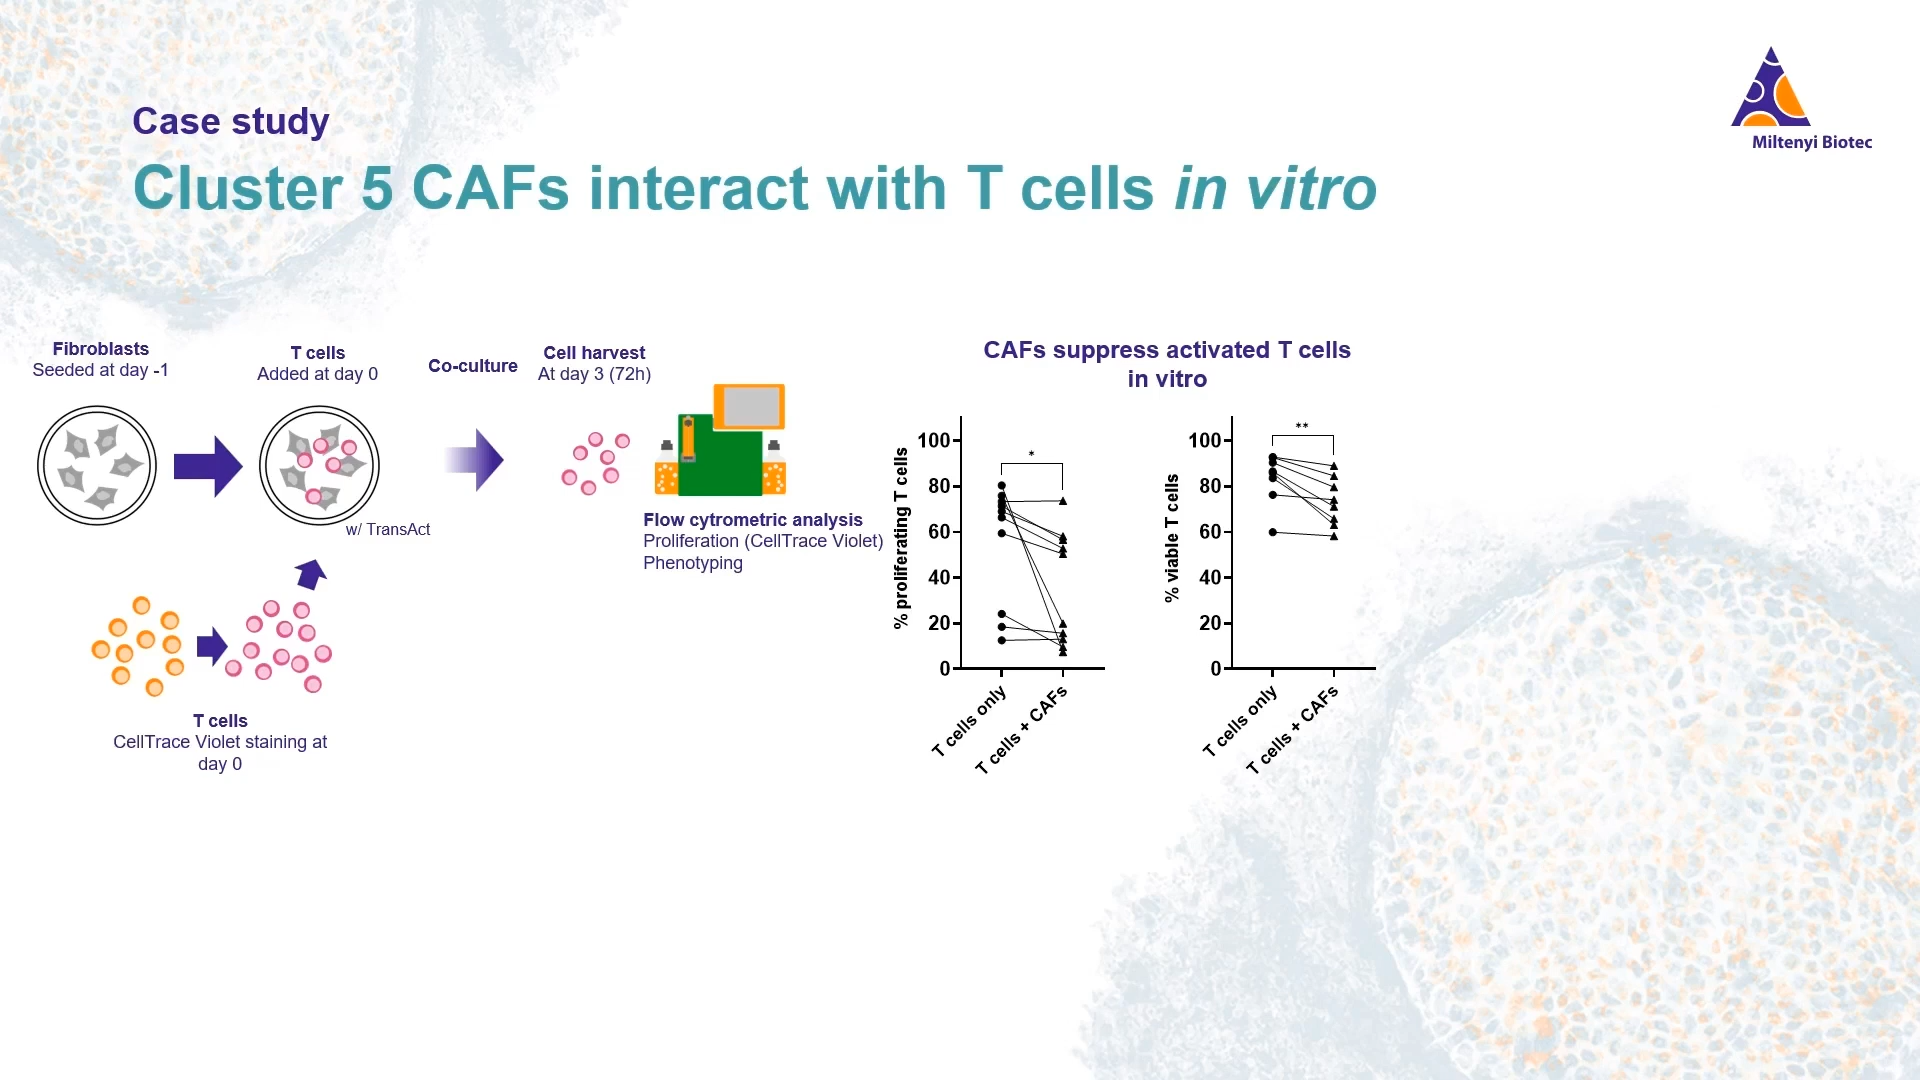 Case study
Cluster 5 CAFs interact with T cells in vitro
Miltenyi Biotec
Fibroblasts
Seeded at day -1
T cells
Added at day 0
Co-culture
Cell harvest
At day 3 (72h)
w/ TransAct
Flow cytrometric analysis
Proliferation (CellTrace Violet)
Phenotyping
T cells
CellTrace Violet staining at
day 0
CAFs suppress activated T cells
in vitro
% proliferating T cells
100
80
60
40
20
0
*
T cells only
T cells + CAFs
% viable T cells
100
80
60
40
20
0
**
T cells only
T cells + CAFs